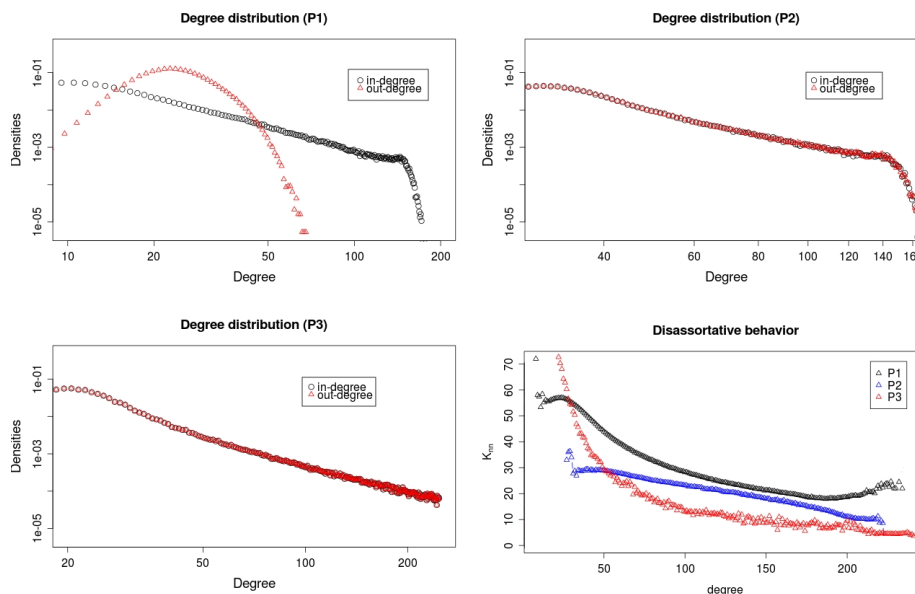 Degree distribution (P1)
Densities
1e-01
1e-03
1e-05
in-degree
out-degree
10
20
50
100
200
Degree
Degree distribution (P2)
Densities
1e-01
1e-03
1e-05
in-degree
out-degree
40
60
80
100
120
140
16
Degree
Degree distribution (P3)
Densities
1e-01
1e-03
1e-05
in-degree
out-degree
20
50
100
200
Degree
Disassortative behavior
Knn
70
60
50
40
30
20
10
0
P1
P2
P3
50
100
150
200
degree